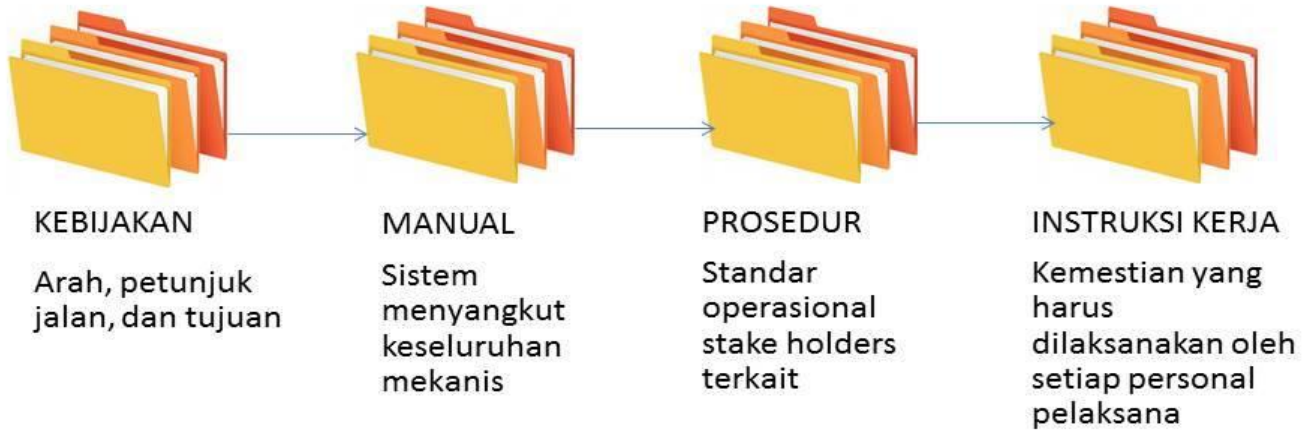 KEBIJAKAN
Arah, petunjuk
jalan, dan tujuan
MANUAL
Sistem
menyangkut
keseluruhan
mekanis
PROSEDUR
Standar
operasional
stake holders
terkait
INSTRUKSI KERJA
Kemestian yang
harus
dilaksanakan oleh
setiap personal
pelaksana